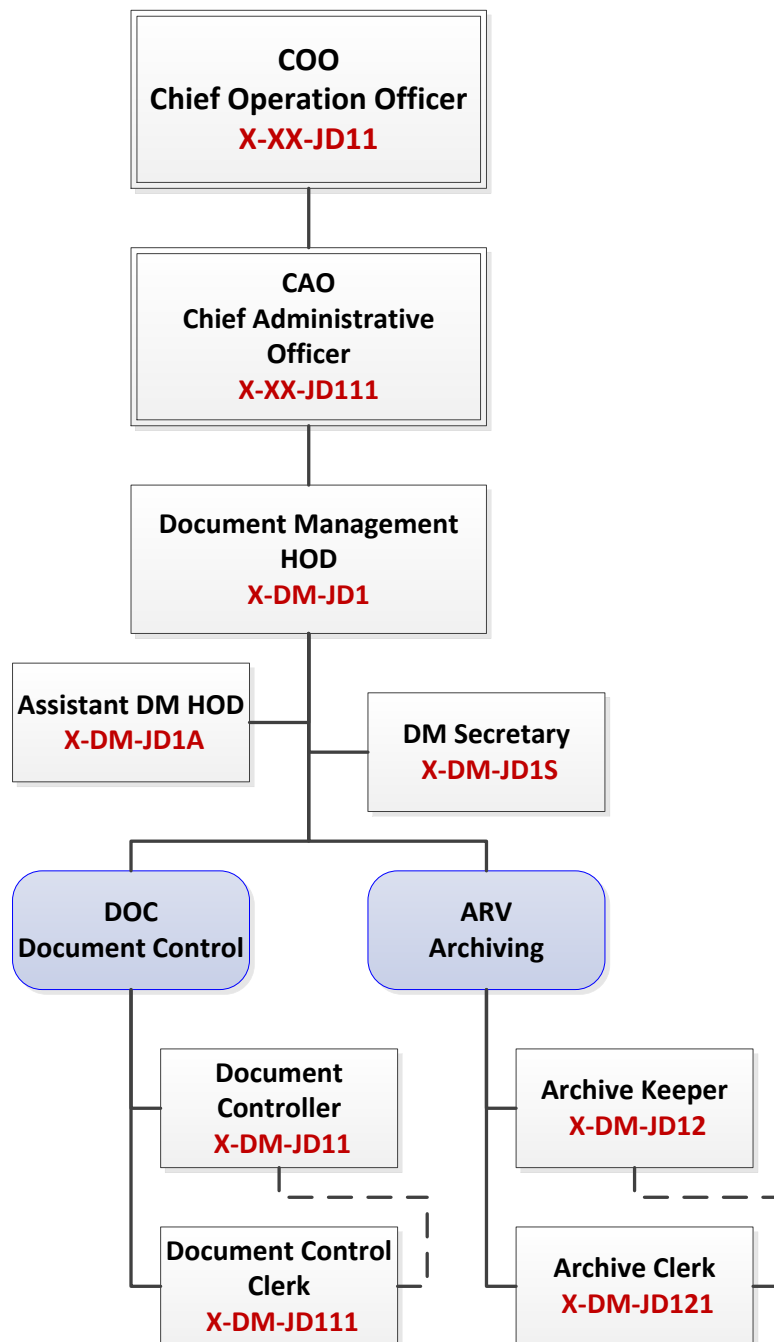 COO
Chief Operation Officer
X-XX-JD11
CAO
Chief Administrative
Officer
X-XX-JD111
Document Management
HOD
X-DM-JD1
Assistant DM HOD
X-DM-JD1A
DM Secretary
X-DM-JD1S
DOC
Document Control
ARV
Archiving
Document
Controller
X-DM-JD11
Archive Keeper
X-DM-JD12
Document Control
Clerk
X-DM-JD111
Archive Clerk
X-DM-JD121